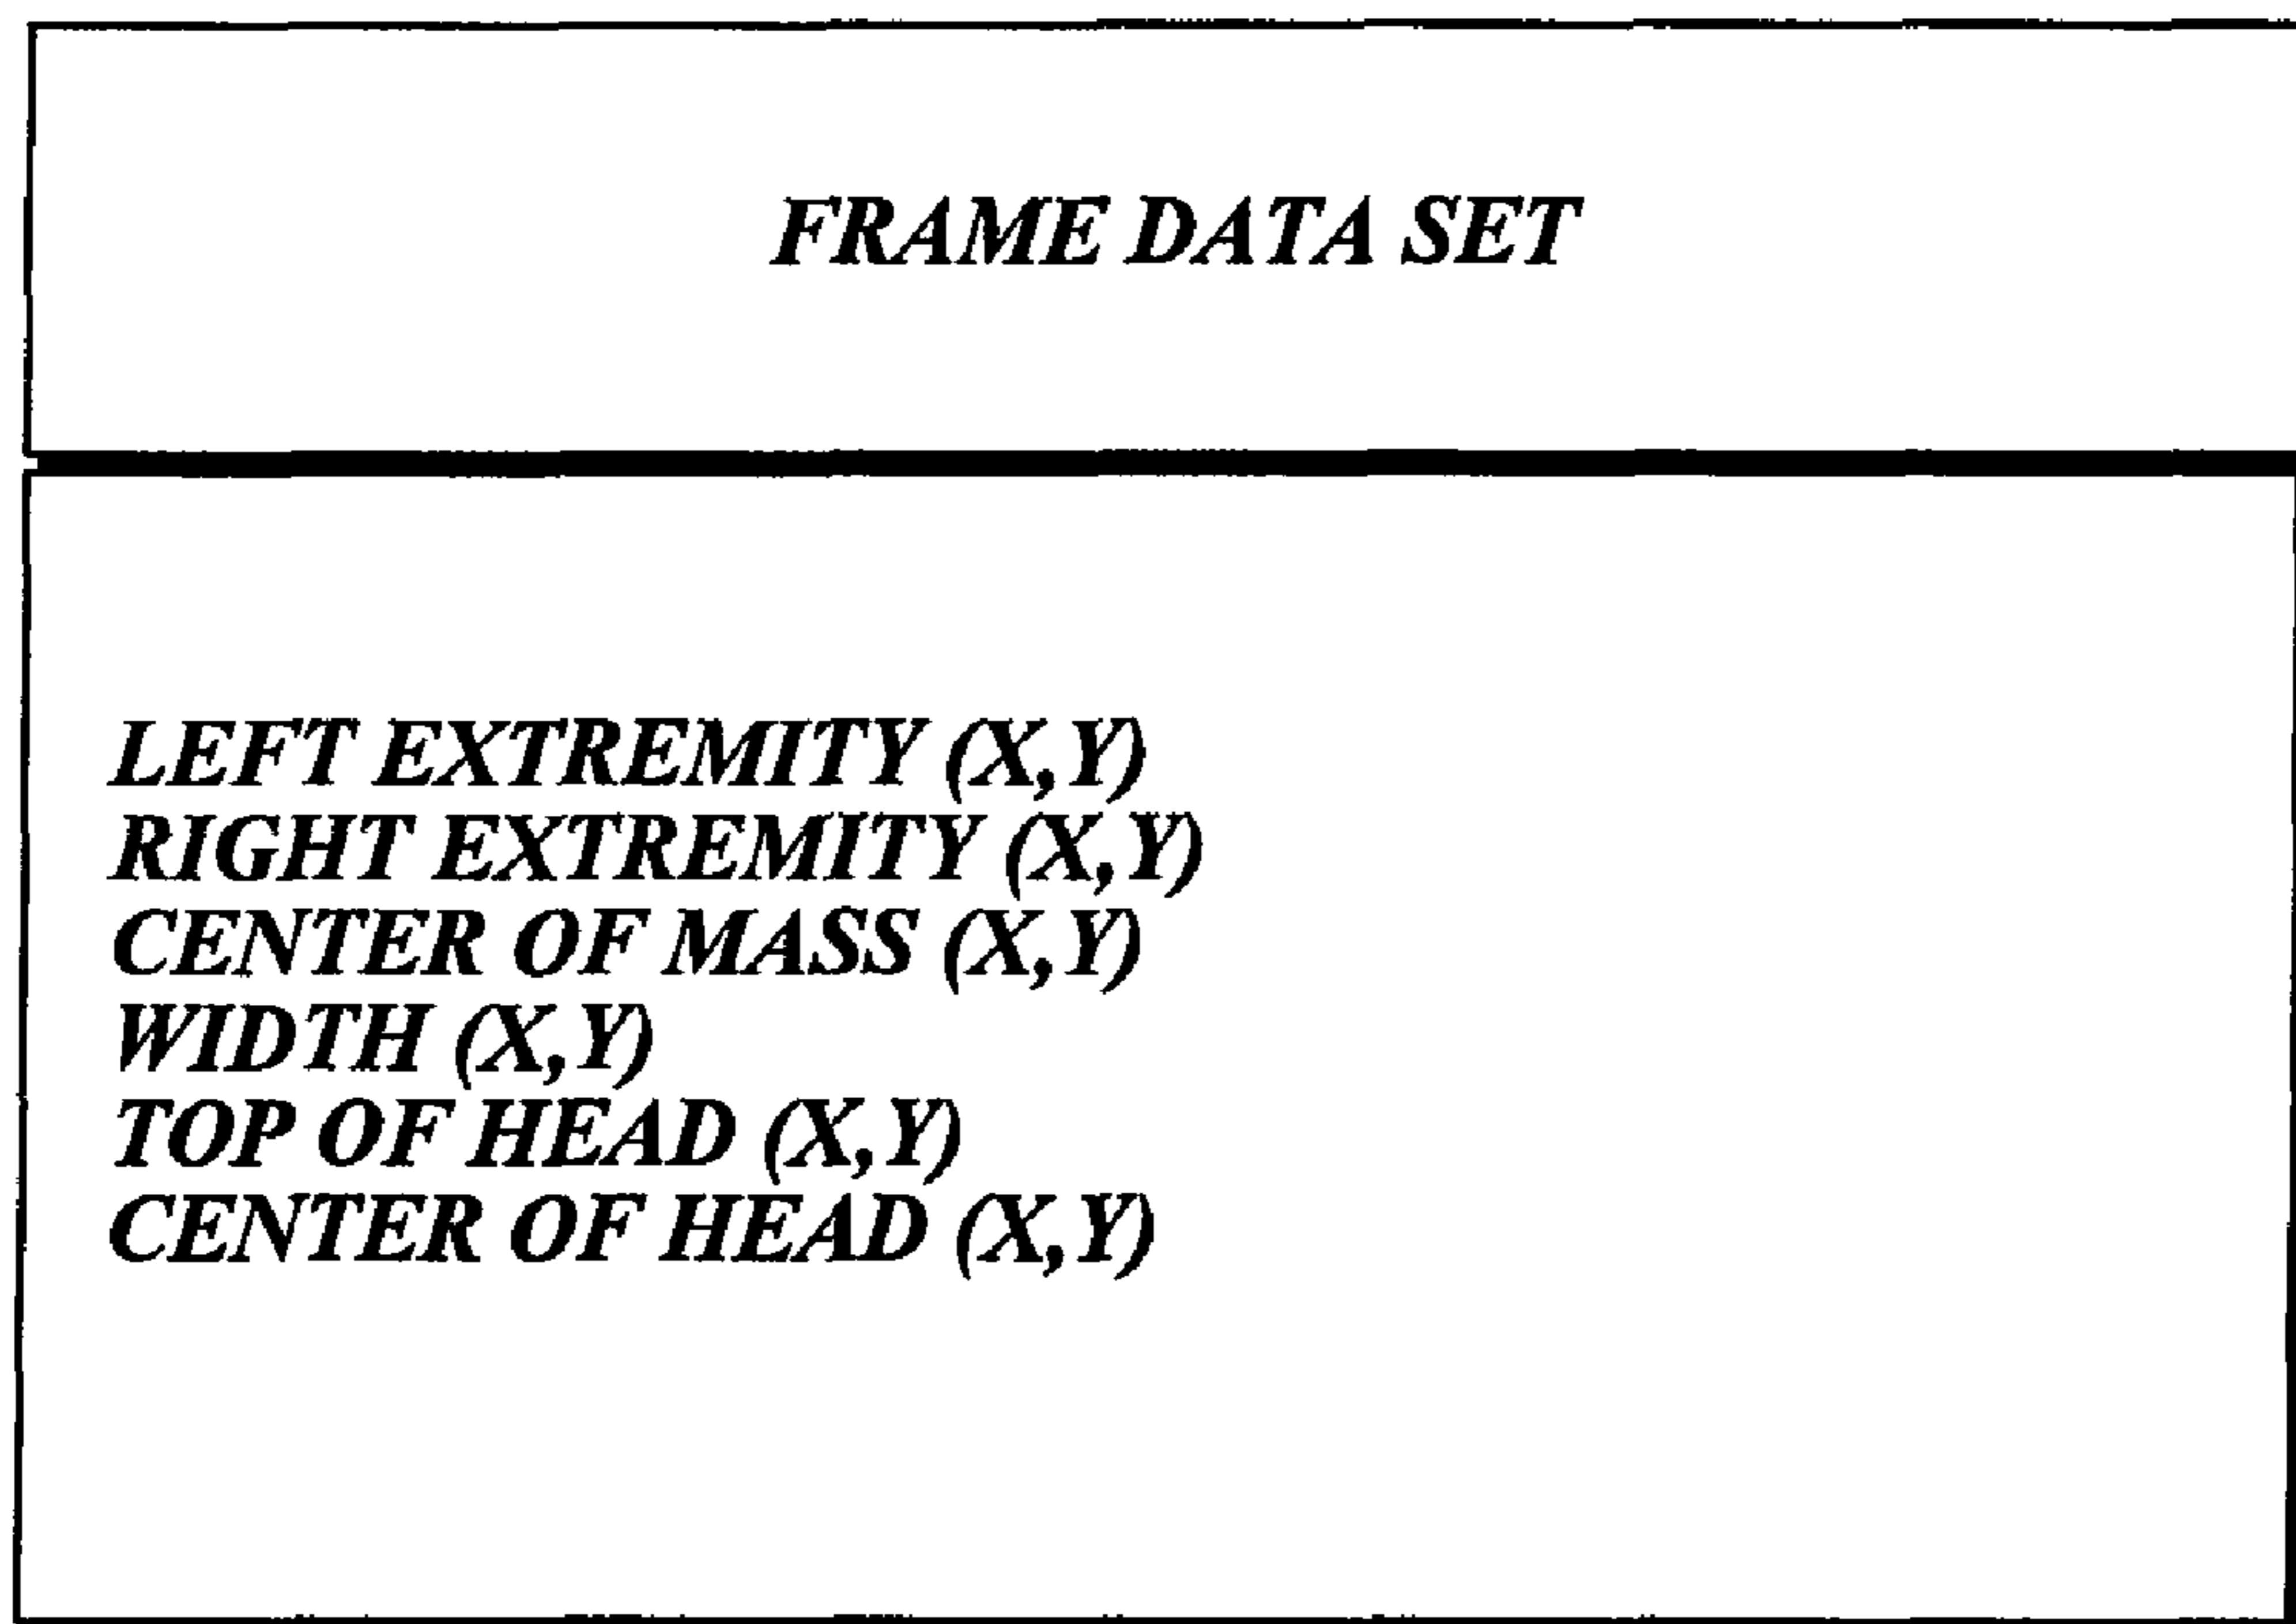 FRAME DATA SET
LEFT EXTREMITY (X,Y)
RIGHT EXTREMITY (X,Y)
CENTER OF MASS (X,Y)
WIDTH (X,Y)
TOP OF HEAD (X,Y)
CENTER OF HEAD (X,Y)